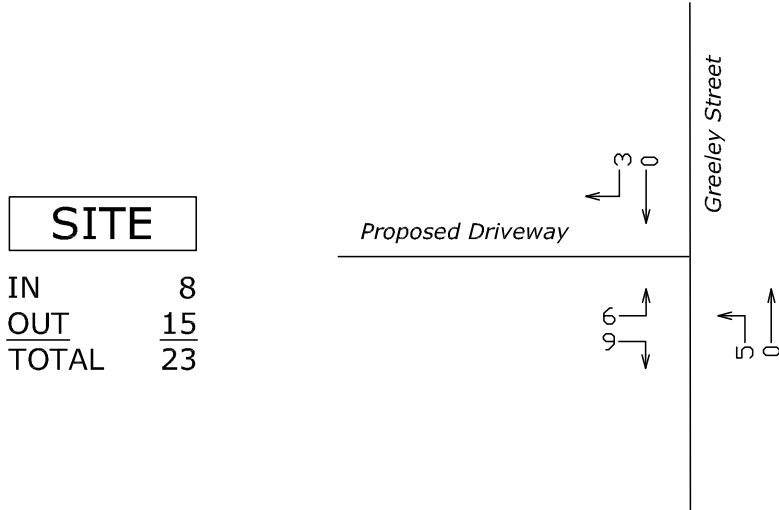 SITE
IN 8
OUT 15
TOTAL 23
Greeley Street
3 0
Proposed Driveway
6
9
5 0